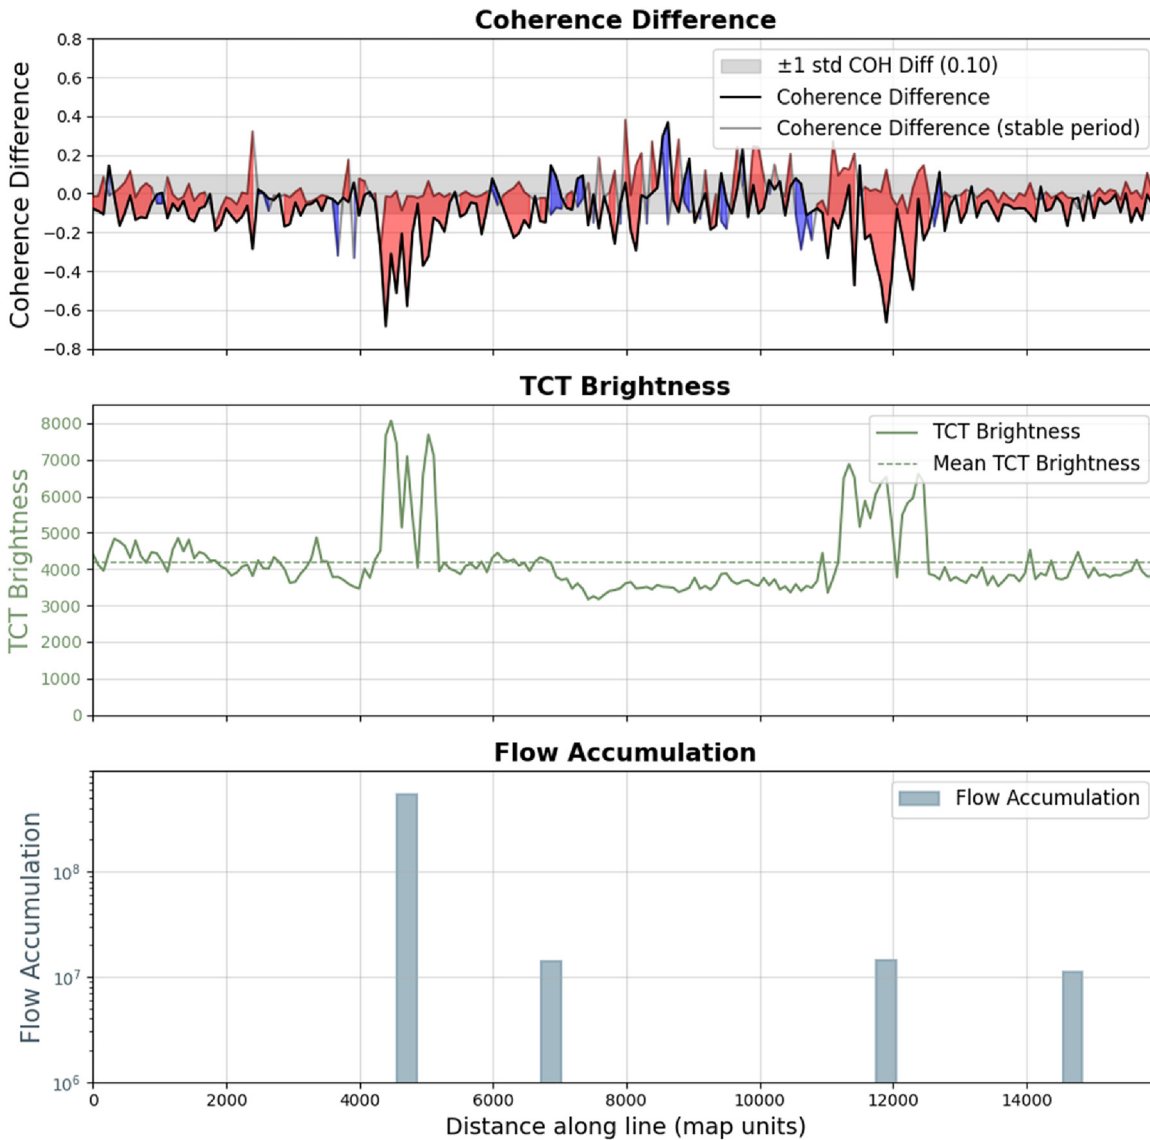 Coherence Difference
Coherence Difference
0.8
0.6
0.4
0.2
0.0
−0.2
−0.4
−0.6
−0.8
±1 std COH Diff (0.10)
Coherence Difference
Coherence Difference (stable period)
TCT Brightness
TCT Brightness
8000
7000
6000
5000
4000
3000
2000
1000
0
TCT Brightness
Mean TCT Brightness
Flow Accumulation
Flow Accumulation
10⁸
10⁷
10⁶
Flow Accumulation
0 2000 4000 6000 8000 10000 12000 14000
Distance along line (map units)